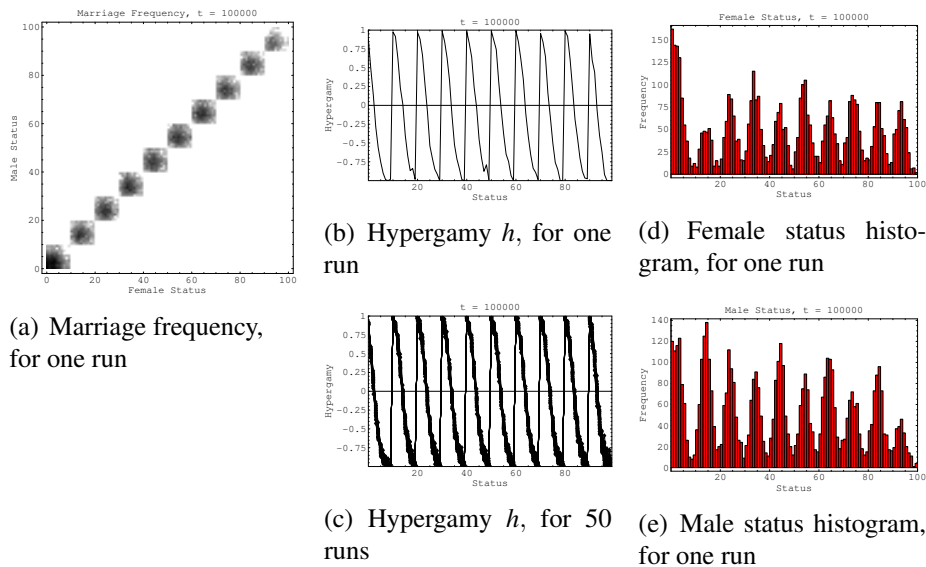 Marriage Frequency, t = 100000
100
80
60
40
20
0
Male Status
0 20 40 60 80 100
Female Status
(a) Marriage frequency,
for one run
t = 100000
1
0.75
0.5
0.25
0
−0.25
−0.5
−0.75
Hypergamy
20 40 60 80
Status
(b) Hypergamy h, for one
run
t = 100000
1
0.75
0.5
0.25
0
−0.25
−0.5
−0.75
Hypergamy
20 40 60 80
Status
(c) Hypergamy h, for 50
runs
Female Status, t = 100000
150
125
100
75
50
25
0
Frequency
20 40 60 80 100
Status
(d) Female status histo-
gram, for one run
Male Status, t = 100000
140
120
100
80
60
40
20
0
Frequency
20 40 60 80 100
Status
(e) Male status histogram,
for one run